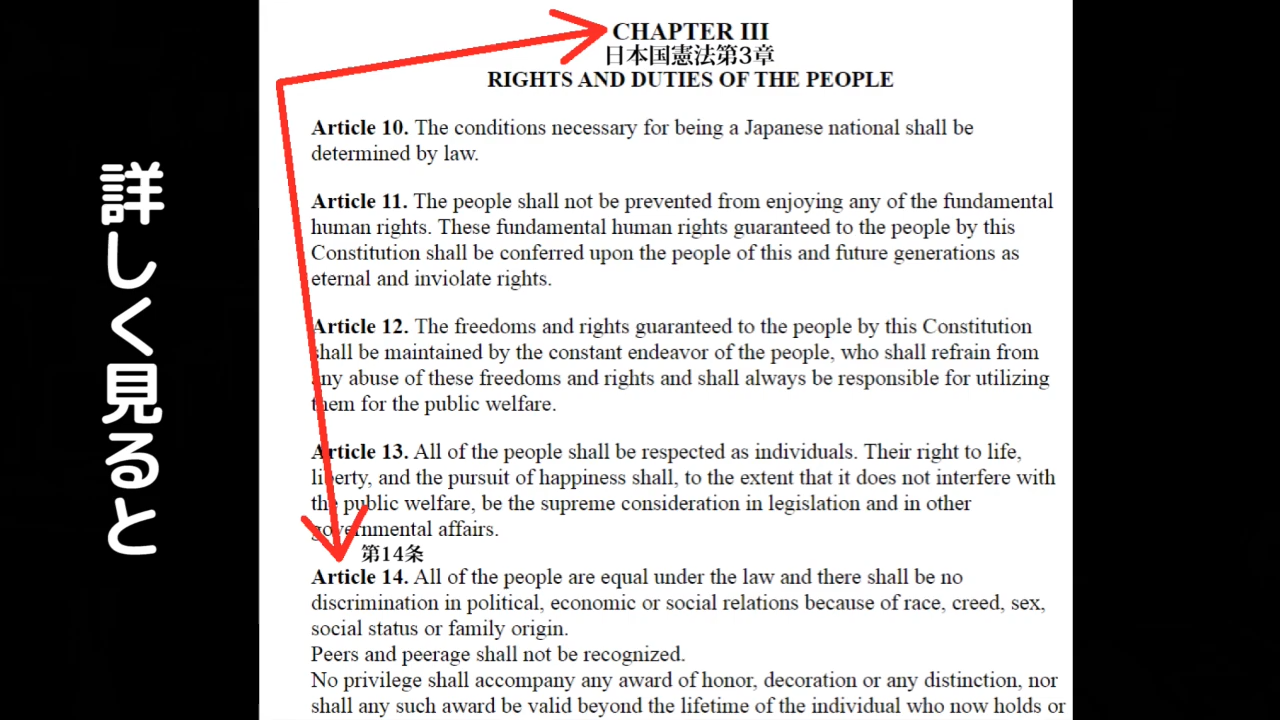 詳しく見ると
CHAPTER III
日本国憲法第3章
RIGHTS AND DUTIES OF THE PEOPLE
Article 10. The conditions necessary for being a Japanese national shall be
determined by law.
Article 11. The people shall not be prevented from enjoying any of the fundamental
human rights. These fundamental human rights guaranteed to the people by this
Constitution shall be conferred upon the people of this and future generations as
eternal and inviolate rights.
Article 12. The freedoms and rights guaranteed to the people by this Constitution
shall be maintained by the constant endeavor of the people, who shall refrain from
any abuse of these freedoms and rights and shall always be responsible for utilizing
them for the public welfare.
Article 13. All of the people shall be respected as individuals. Their right to life,
liberty, and the pursuit of happiness shall, to the extent that it does not interfere with
the public welfare, be the supreme consideration in legislation and in other
governmental affairs.
第14条
Article 14. All of the people are equal under the law and there shall be no
discrimination in political, economic or social relations because of race, creed, sex,
social status or family origin.
Peers and peerage shall not be recognized.
No privilege shall accompany any award of honor, decoration or any distinction, nor
shall any such award be valid beyond the lifetime of the individual who now holds or